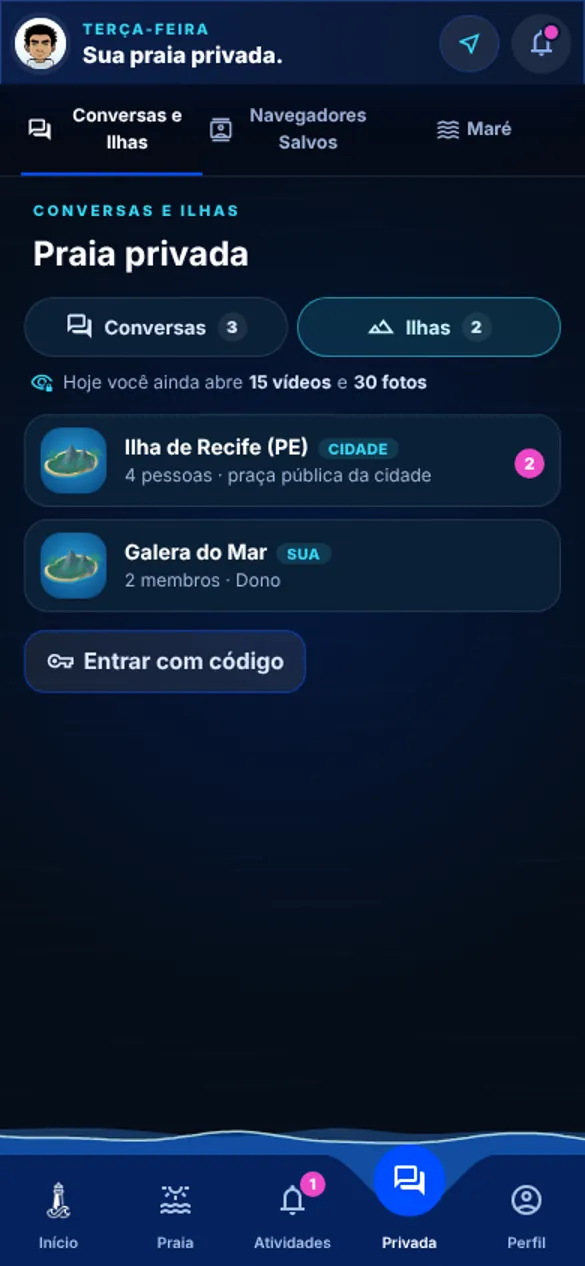 TERÇA-FEIRA
Sua praia privada.
Conversas e
Ilhas
Navegadores
Salvos
Maré
CONVERSAS E ILHAS
Praia privada
Conversas 3
Ilhas 2
Hoje você ainda abre 15 vídeos e 30 fotos
Ilha de Recife (PE) CIDADE
4 pessoas · praça pública da cidade
2
Galera do Mar SUA
2 membros · Dono
Entrar com código
1
Início
Praia
Atividades
Privada
Perfil